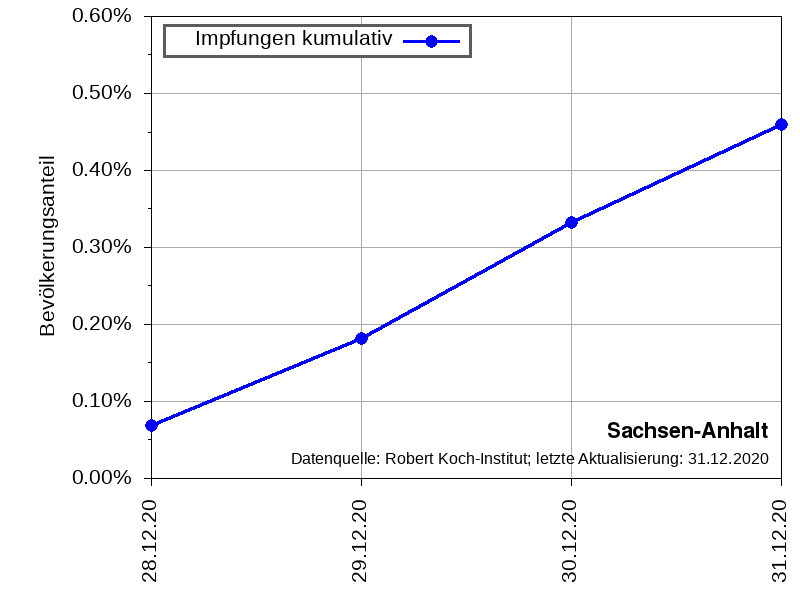 0.60%
Impfungen kumulativ
0.50%
0.40%
0.30%
0.20%
0.10%
0.00%
Bevölkerungsanteil
Sachsen-Anhalt
Datenquelle: Robert Koch-Institut; letzte Aktualisierung: 31.12.2020
28.12.20
29.12.20
30.12.20
31.12.20